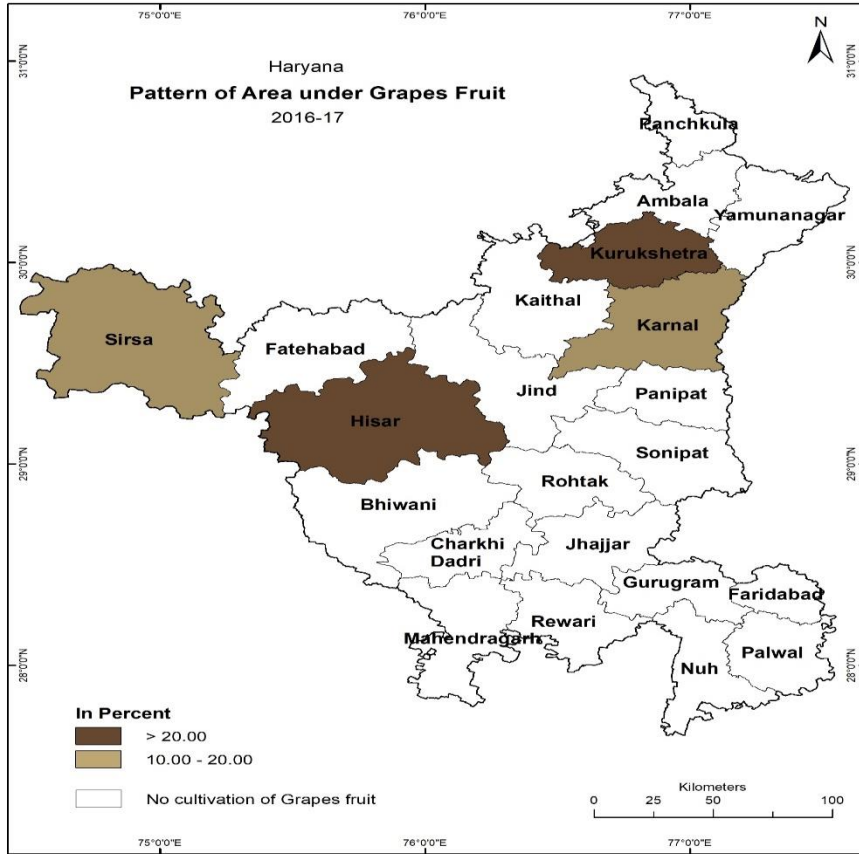 75°0'0"E
76°0'0"E
77°0'0"E
N
31°0'0"N
31°0'0"N
Haryana
Pattern of Area under Grapes Fruit
2016-17
Panchkula
Ambala
Yamunanagar
Kurukshetra
30°0'0"N
30°0'0"N
Kaithal
Karnal
Sirsa
Fatehabad
Jind
Panipat
Hisar
Sonipat
29°0'0"N
29°0'0"N
Rohtak
Bhiwani
Charkhi
Dadri
Jhajjar
Gurugram
Faridabad
Rewari
Mahendragarh
Palwal
Nuh
28°0'0"N
28°0'0"N
In Percent
> 20.00
10.00 - 20.00
No cultivation of Grapes fruit
Kilometers
0 25 50 100
75°0'0"E
76°0'0"E
77°0'0"E